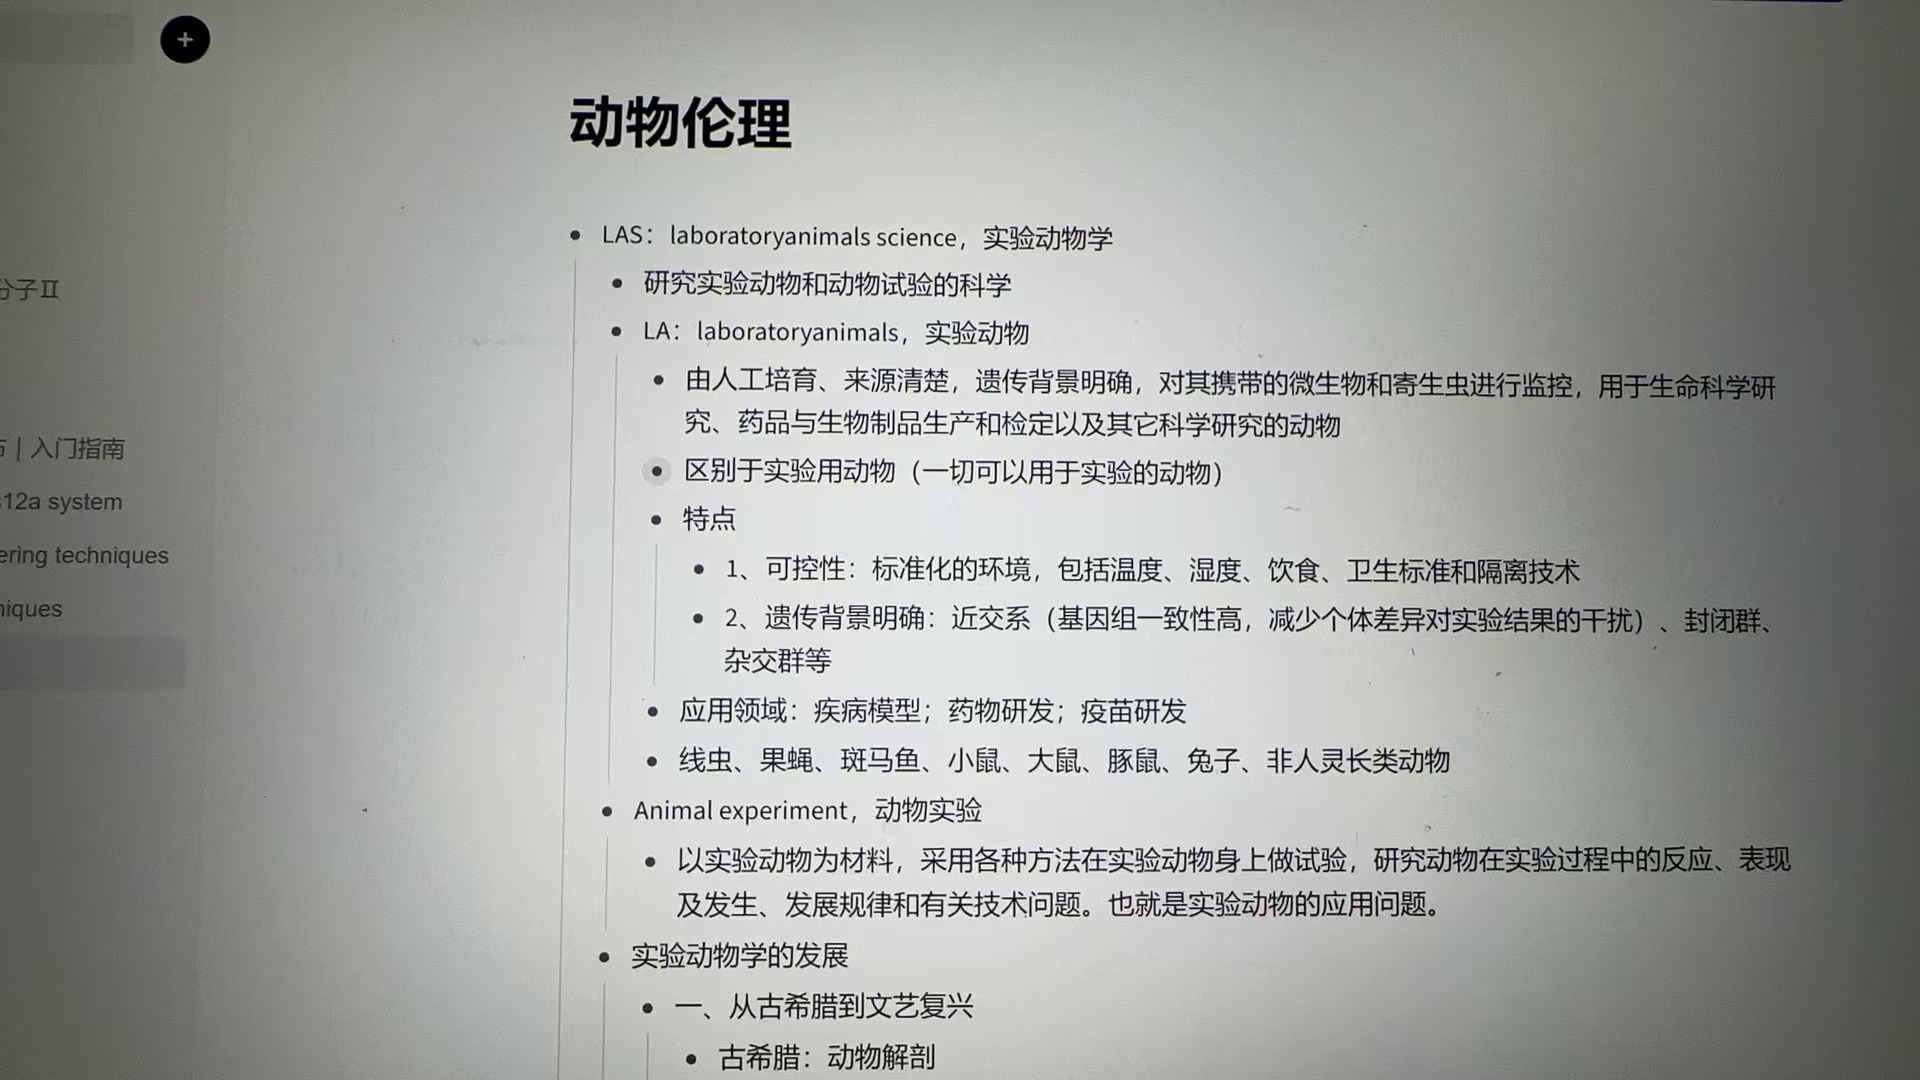 +
动物伦理
LAS：laboratoryanimals science，实验动物学
研究实验动物和动物试验的科学
分子Ⅱ
LA：laboratoryanimals，实验动物
由人工培育、来源清楚，遗传背景明确，对其携带的微生物和寄生虫进行监控，用于生命科学研
究、药品与生物制品生产和检定以及其它科学研究的动物
| 入门指南
区别于实验用动物（一切可以用于实验的动物）
12a system
特点
ering techniques
1、可控性：标准化的环境，包括温度、湿度、饮食、卫生标准和隔离技术
niques
2、遗传背景明确：近交系（基因组一致性高，减少个体差异对实验结果的干扰）、封闭群、
杂交群等
应用领域：疾病模型；药物研发；疫苗研发
线虫、果蝇、斑马鱼、小鼠、大鼠、豚鼠、兔子、非人灵长类动物
Animal experiment，动物实验
以实验动物为材料，采用各种方法在实验动物身上做试验，研究动物在实验过程中的反应、表现
及发生、发展规律和有关技术问题。也就是实验动物的应用问题。
实验动物学的发展
一、从古希腊到文艺复兴
古希腊：动物解剖